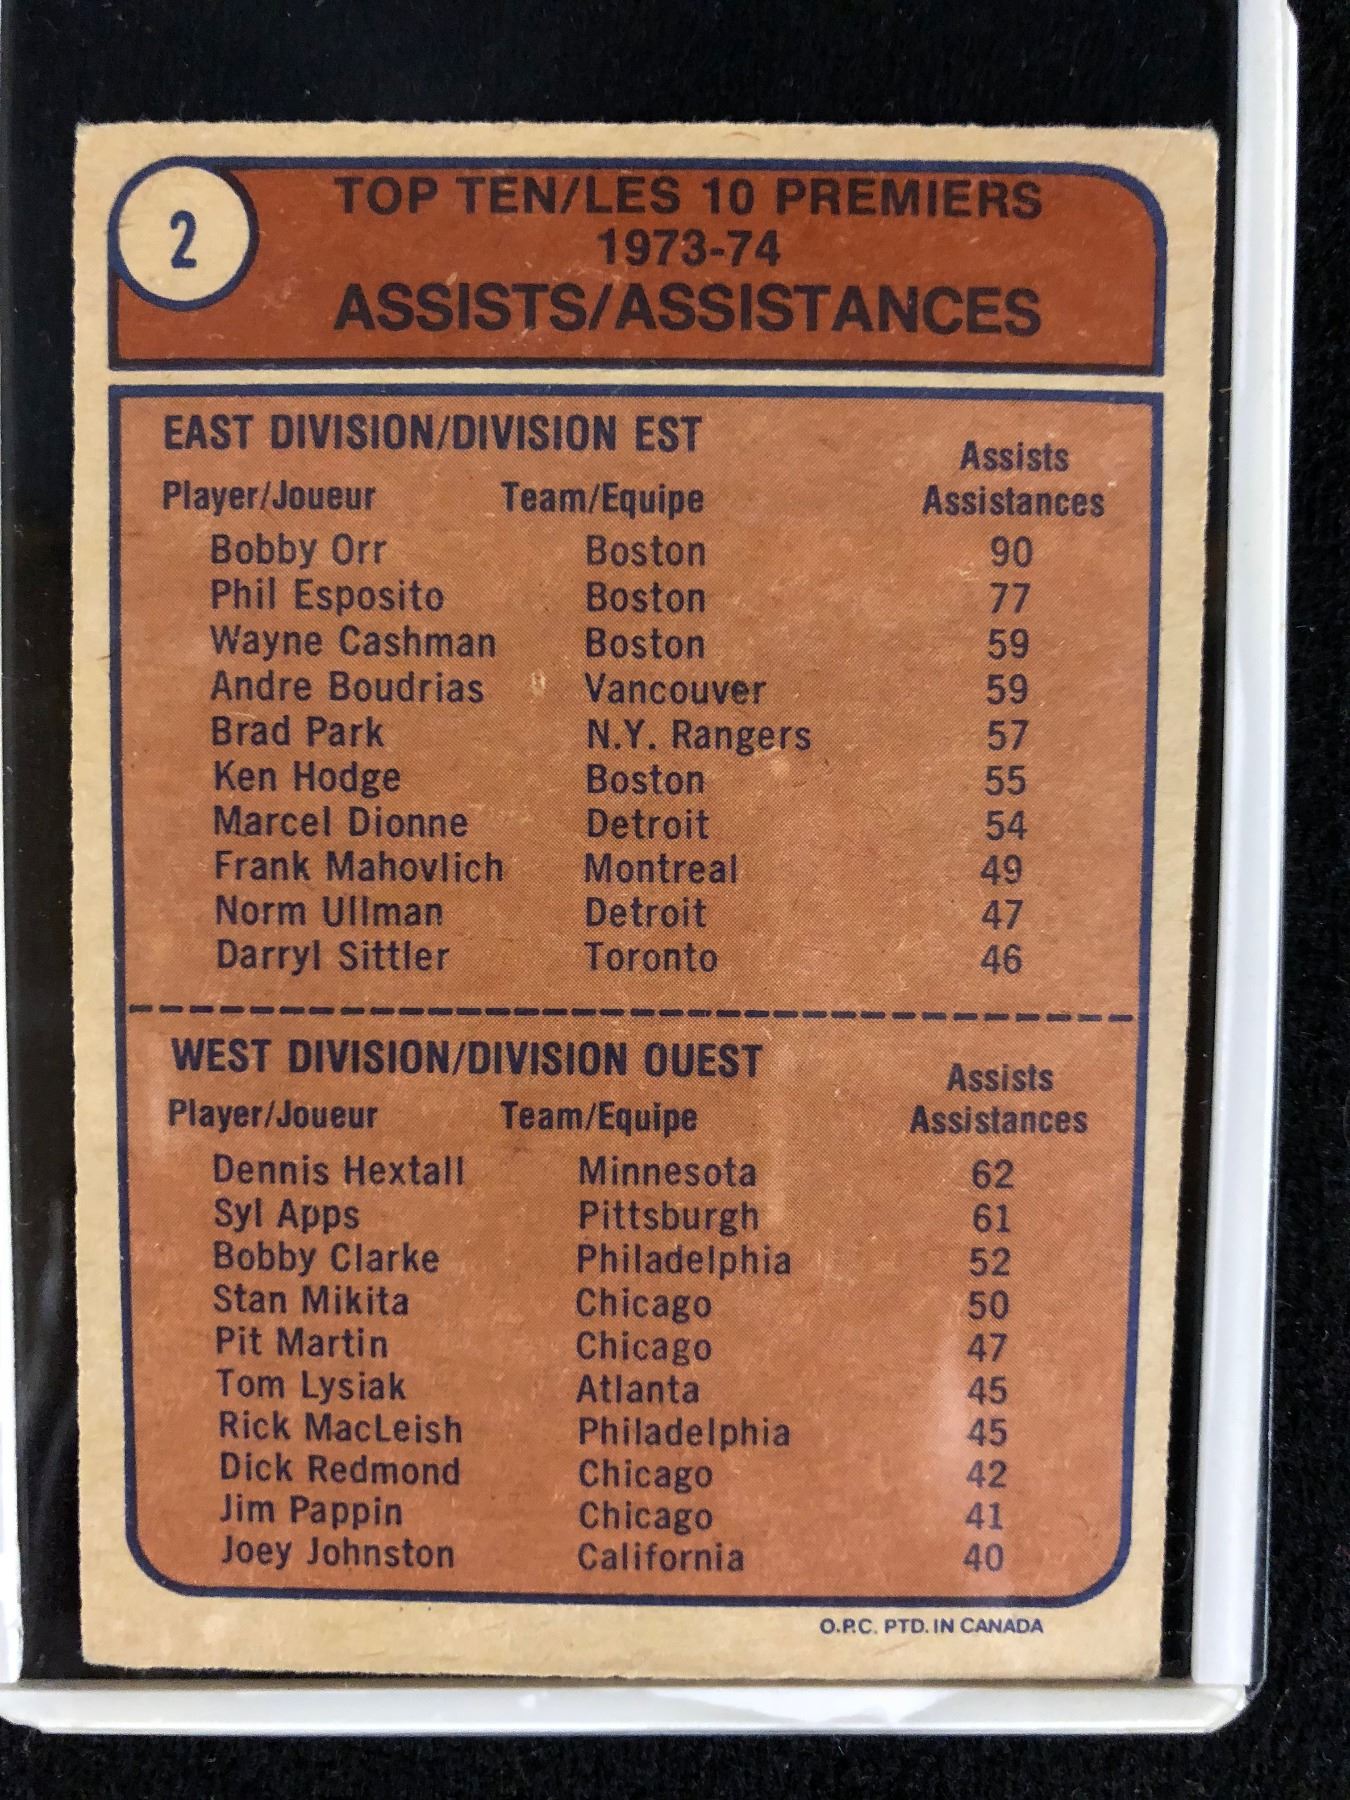 2
TOP TEN/LES 10 PREMIERS
1973-74
ASSISTS/ASSISTANCES
EAST DIVISION/DIVISION EST
Player/Joueur Team/Equipe Assists Assistances
Bobby Orr Boston 90
Phil Esposito Boston 77
Wayne Cashman Boston 59
Andre Boudrias Vancouver 59
Brad Park N.Y. Rangers 57
Ken Hodge Boston 55
Marcel Dionne Detroit 54
Frank Mahovlich Montreal 49
Norm Ullman Detroit 47
Darryl Sittler Toronto 46
WEST DIVISION/DIVISION OUEST
Player/Joueur Team/Equipe Assists Assistances
Dennis Hextall Minnesota 62
Syl Apps Pittsburgh 61
Bobby Clarke Philadelphia 52
Stan Mikita Chicago 50
Pit Martin Chicago 47
Tom Lysiak Atlanta 45
Rick MacLeish Philadelphia 45
Dick Redmond Chicago 42
Jim Pappin Chicago 41
Joey Johnston California 40
O.P.C. PTD. IN CANADA